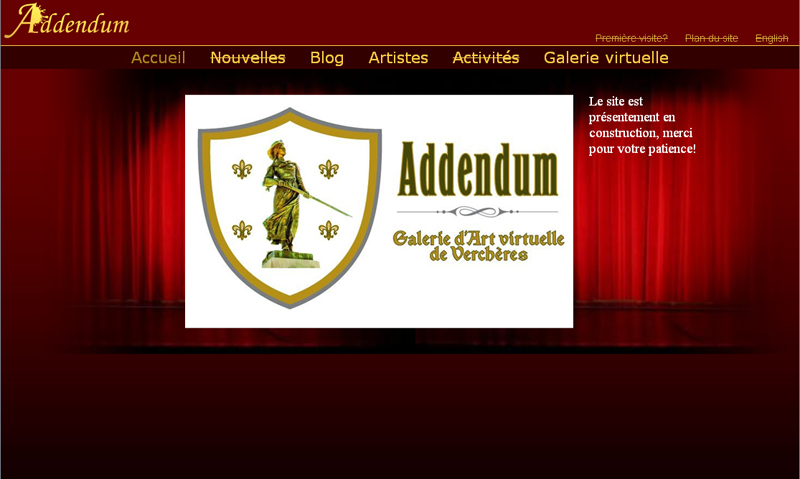 Addendum
Première visite? Plan du site English
Accueil Nouvelles Blog Artistes Activités Galerie virtuelle
Addendum
Galerie d'Art virtuelle
de Verchères
Le site est
présentement en
construction, merci
pour votre patience!